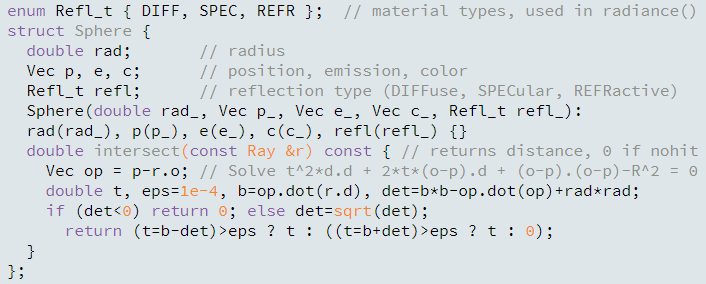 enum Refl_t { DIFF, SPEC, REFR };  // material types, used in radiance()
struct Sphere {
  double rad;       // radius
  Vec p, e, c;      // position, emission, color
  Refl_t refl;      // reflection type (DIFFuse, SPECular, REFRactive)
  Sphere(double rad_, Vec p_, Vec e_, Vec c_, Refl_t refl_):
  rad(rad_), p(p_), e(e_), c(c_), refl(refl_) {}
  double intersect(const Ray &r) const { // returns distance, 0 if nohit
    Vec op = p-r.o; // Solve t^2*d.d + 2*t*(o-p).d + (o-p).(o-p)-R^2 = 0
    double t, eps=1e-4, b=op.dot(r.d), det=b*b-op.dot(op)+rad*rad;
    if (det<0) return 0; else det=sqrt(det);
      return (t=b-det)>eps ? t : ((t=b+det)>eps ? t : 0);
  }
};